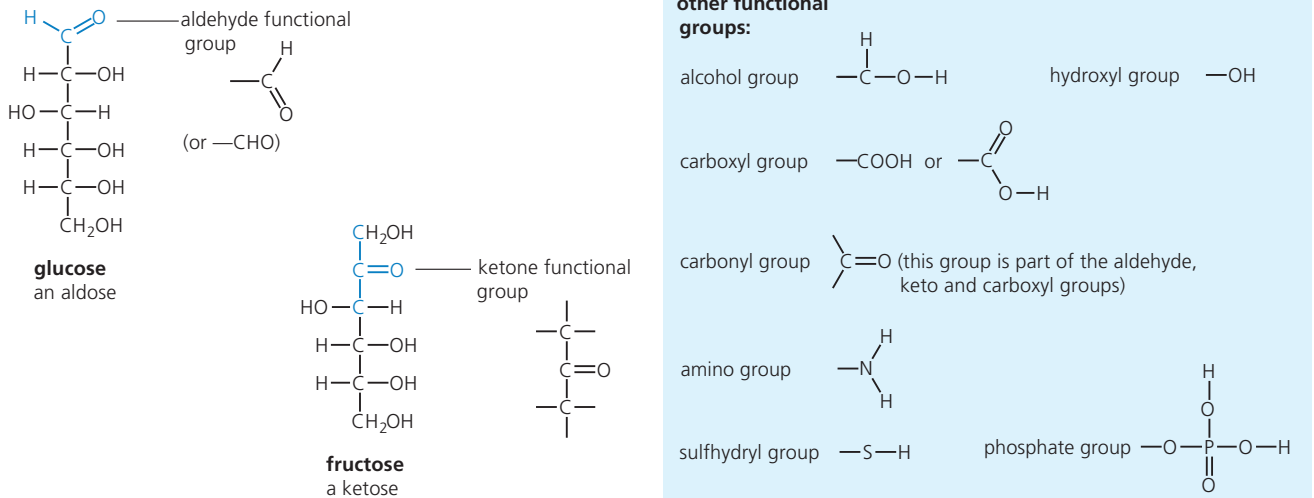 H O
C
aldehyde functional
group
H
C
O
(or —CHO)
H—C—OH
HO—C—H
H—C—OH
H—C—OH
CH₂OH
glucose
an aldose
CH₂OH
C=O
ketone functional
group
HO—C—H
H—C—OH
H—C—OH
CH₂OH
C
C=O
C
fructose
a ketose
other functional
groups:
alcohol group
H
—C—O—H
hydroxyl group —OH
carboxyl group —COOH or
O
—C
O—H
carbonyl group C=O (this group is part of the aldehyde,
keto and carboxyl groups)
amino group
H
—N
H
sulfhydryl group —S—H
phosphate group
H
O
—O—P—O—H
O